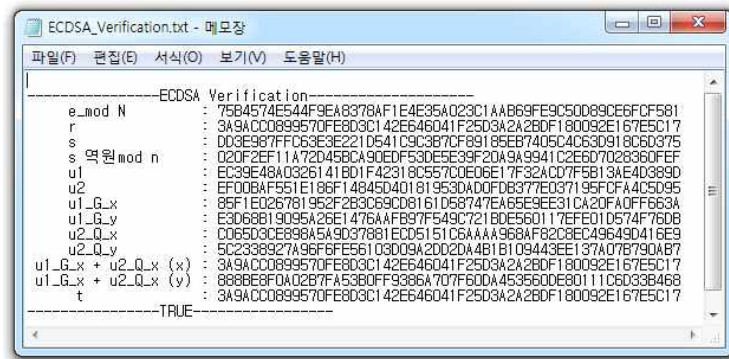 ECDSA_Verification.txt - 메모장
파일(F) 편집(E) 서식(O) 보기(V) 도움말(H)
----------------ECDSA Verification--------------------
e_mod N : 75B4574E544F9EA8378AF1E4E35A023C1AAB69FE9C50D89CE6FCF581
r : 3A9ACC0899570FE8D3C142E646041F25D3A2A2BDF180092E167E5C17
s : DD3E987FFC63E3E221D541C9C3B7CF89185EB7405C4C63D918C6D375
s 역원mod n : 020F2EF11A72D45BCA90EDF53DE5E39F20A9A9941C2E6D7028360FEF
u1 : EC39E48A0326141BD1F42318C557C0E06E17F32ACD7F5B13AE4D389D
u2 : EF00BAF551E186F14845D40181953DAD0FDB377E037195FCFA4C5D95
u1_G_x : 85F1E026781952F2B3C69CD8161D58747EA65E9EE31CA20FA0FF663A
u1_G_y : E3D68B19095A26E1476AAFB97F549C721BDE560117EFE01D574F76DB
u2_Q_x : C065D3CE898A5A9D37881ECD5151C6AAAA968AF82C8EC49649D416E9
u2_Q_y : 5C2338927A96F6FE56103D09A2DD2DA4B1B109443EE137A07B790AB7
u1_G_x + u2_Q_x (x) : 3A9ACC0899570FE8D3C142E646041F25D3A2A2BDF180092E167E5C17
u1_G_x + u2_Q_x (y) : 888BE8F0A02B7FA53B0FF9386A707F60DA453560DE80111C6D33B468
t : 3A9ACC0899570FE8D3C142E646041F25D3A2A2BDF180092E167E5C17
----------------TRUE-----------------